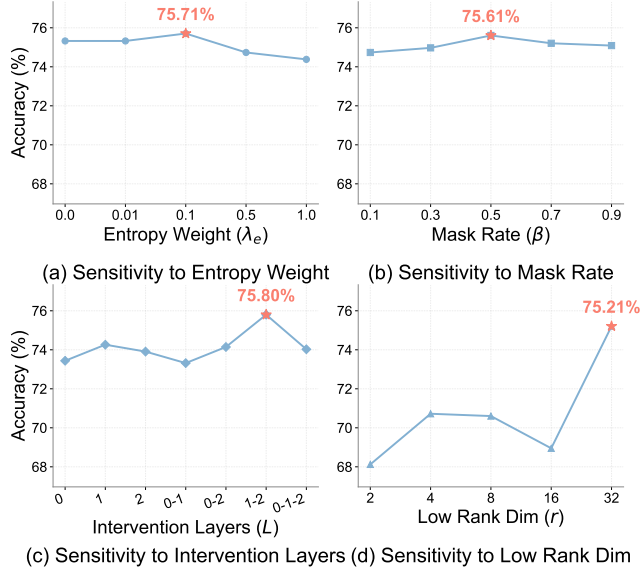 75.71%
76
74
72
70
68
Accuracy (%)
0.0 0.01 0.1 0.5 1.0
Entropy Weight (λₑ)
(a) Sensitivity to Entropy Weight
75.61%
76
74
72
70
68
0.1 0.3 0.5 0.7 0.9
Mask Rate (β)
(b) Sensitivity to Mask Rate
75.80%
76
74
72
70
68
Accuracy (%)
0 1 2 0-1 0-2 1-2 0-1-2
Intervention Layers (L)
(c) Sensitivity to Intervention Layers
75.21%
76
74
72
70
68
2 4 8 16 32
Low Rank Dim (r)
(d) Sensitivity to Low Rank Dim